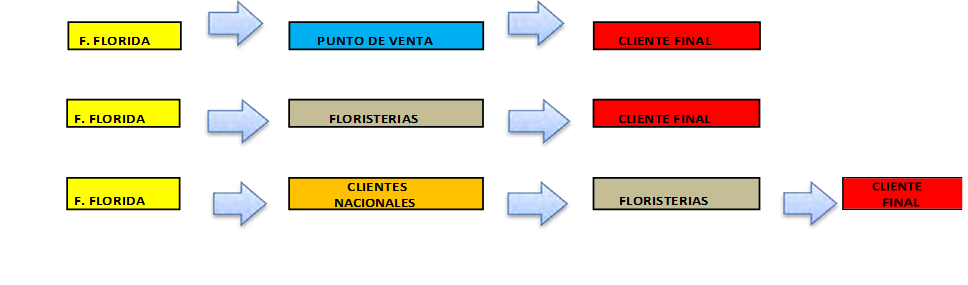 F. FLORIDA
PUNTO DE VENTA
CLIENTE FINAL
F. FLORIDA
FLORISTERIAS
CLIENTE FINAL
F. FLORIDA
CLIENTES
NACIONALES
FLORISTERIAS
CLIENTE
FINAL